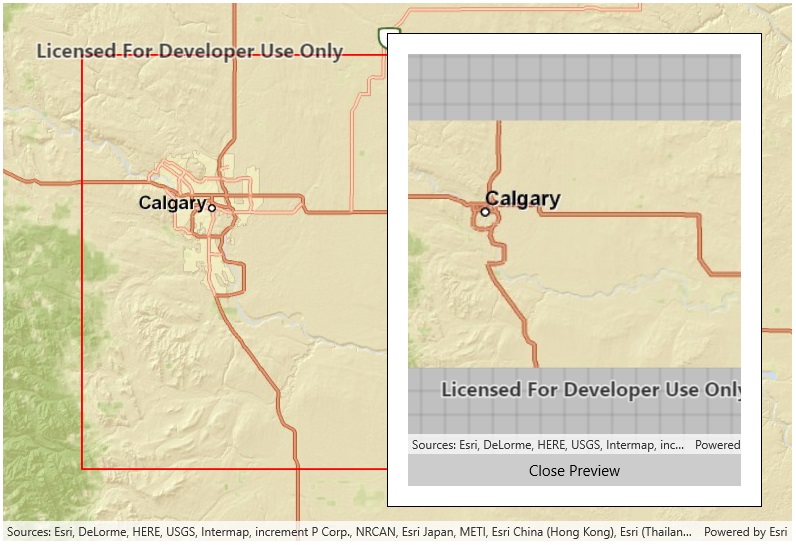 Licensed For Developer Use Only
Calgary
Calgary
Licensed For Developer Use Only
Sources: Esri, DeLorme, HERE, USGS, Intermap, inc... Powered
Close Preview
Sources: Esri, DeLorme, HERE, USGS, Intermap, increment P Corp., NRCAN, Esri Japan, METI, Esri China (Hong Kong), Esri (Thailan... Powered by Esri